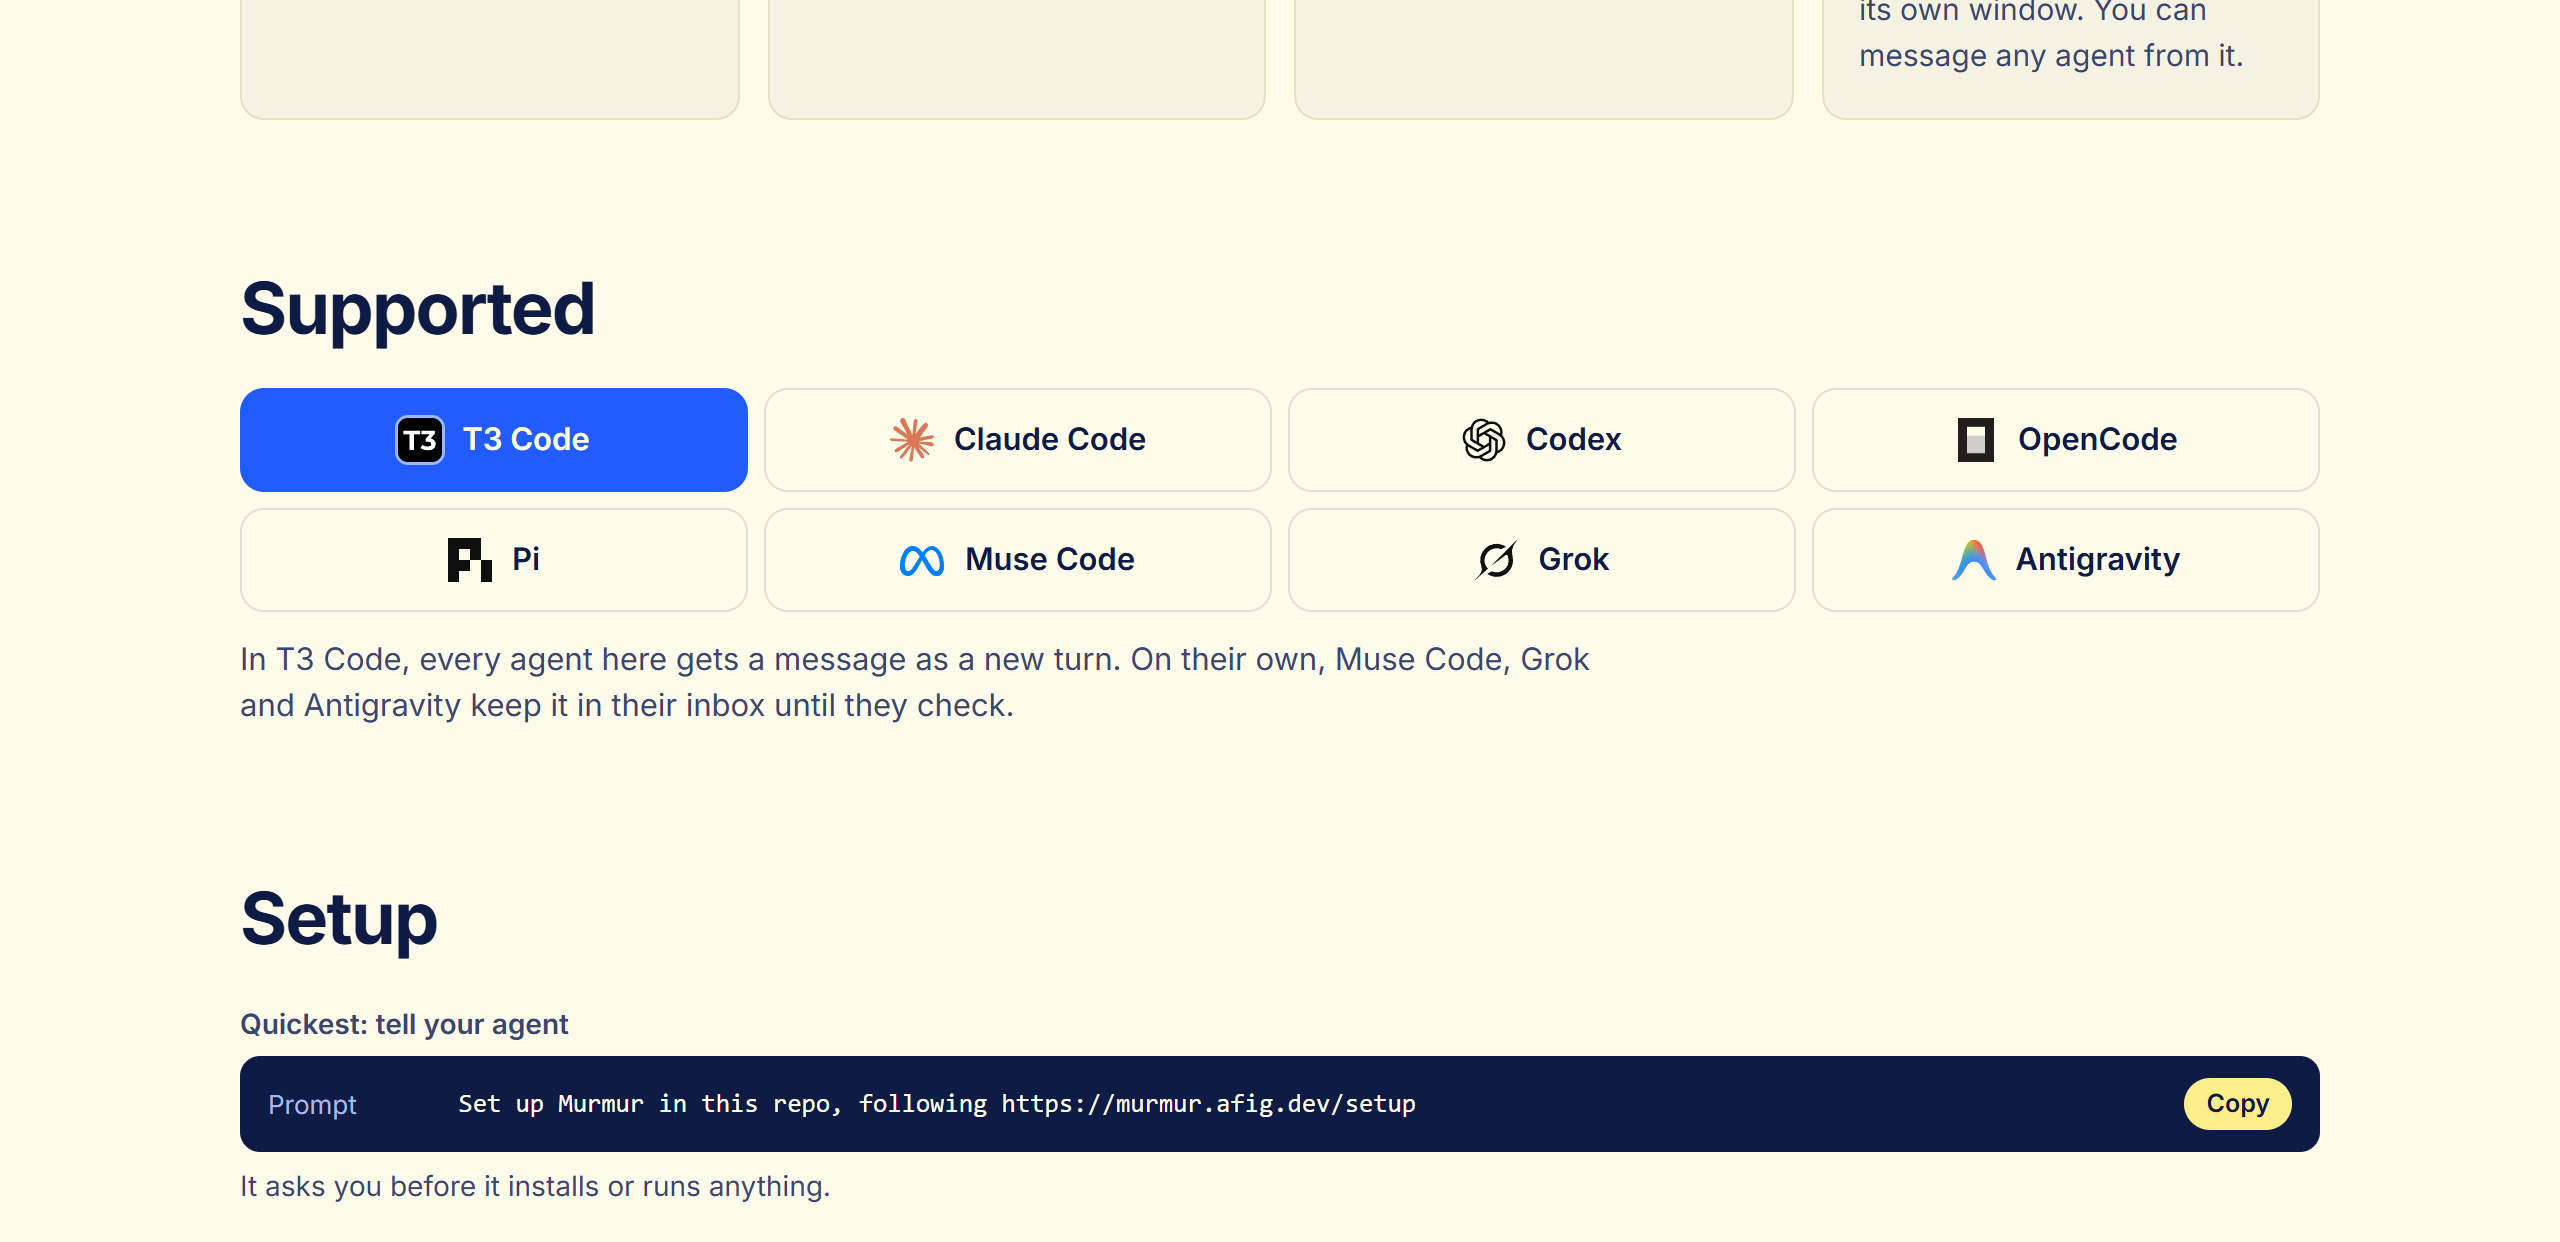 its own window. You can
message any agent from it.
Supported
T3 T3 Code
Claude Code
Codex
OpenCode
Pi
Muse Code
Grok
Antigravity
In T3 Code, every agent here gets a message as a new turn. On their own, Muse Code, Grok
and Antigravity keep it in their inbox until they check.
Setup
Quickest: tell your agent
Prompt Set up Murmur in this repo, following https://murmur.afig.dev/setup Copy
It asks you before it installs or runs anything.